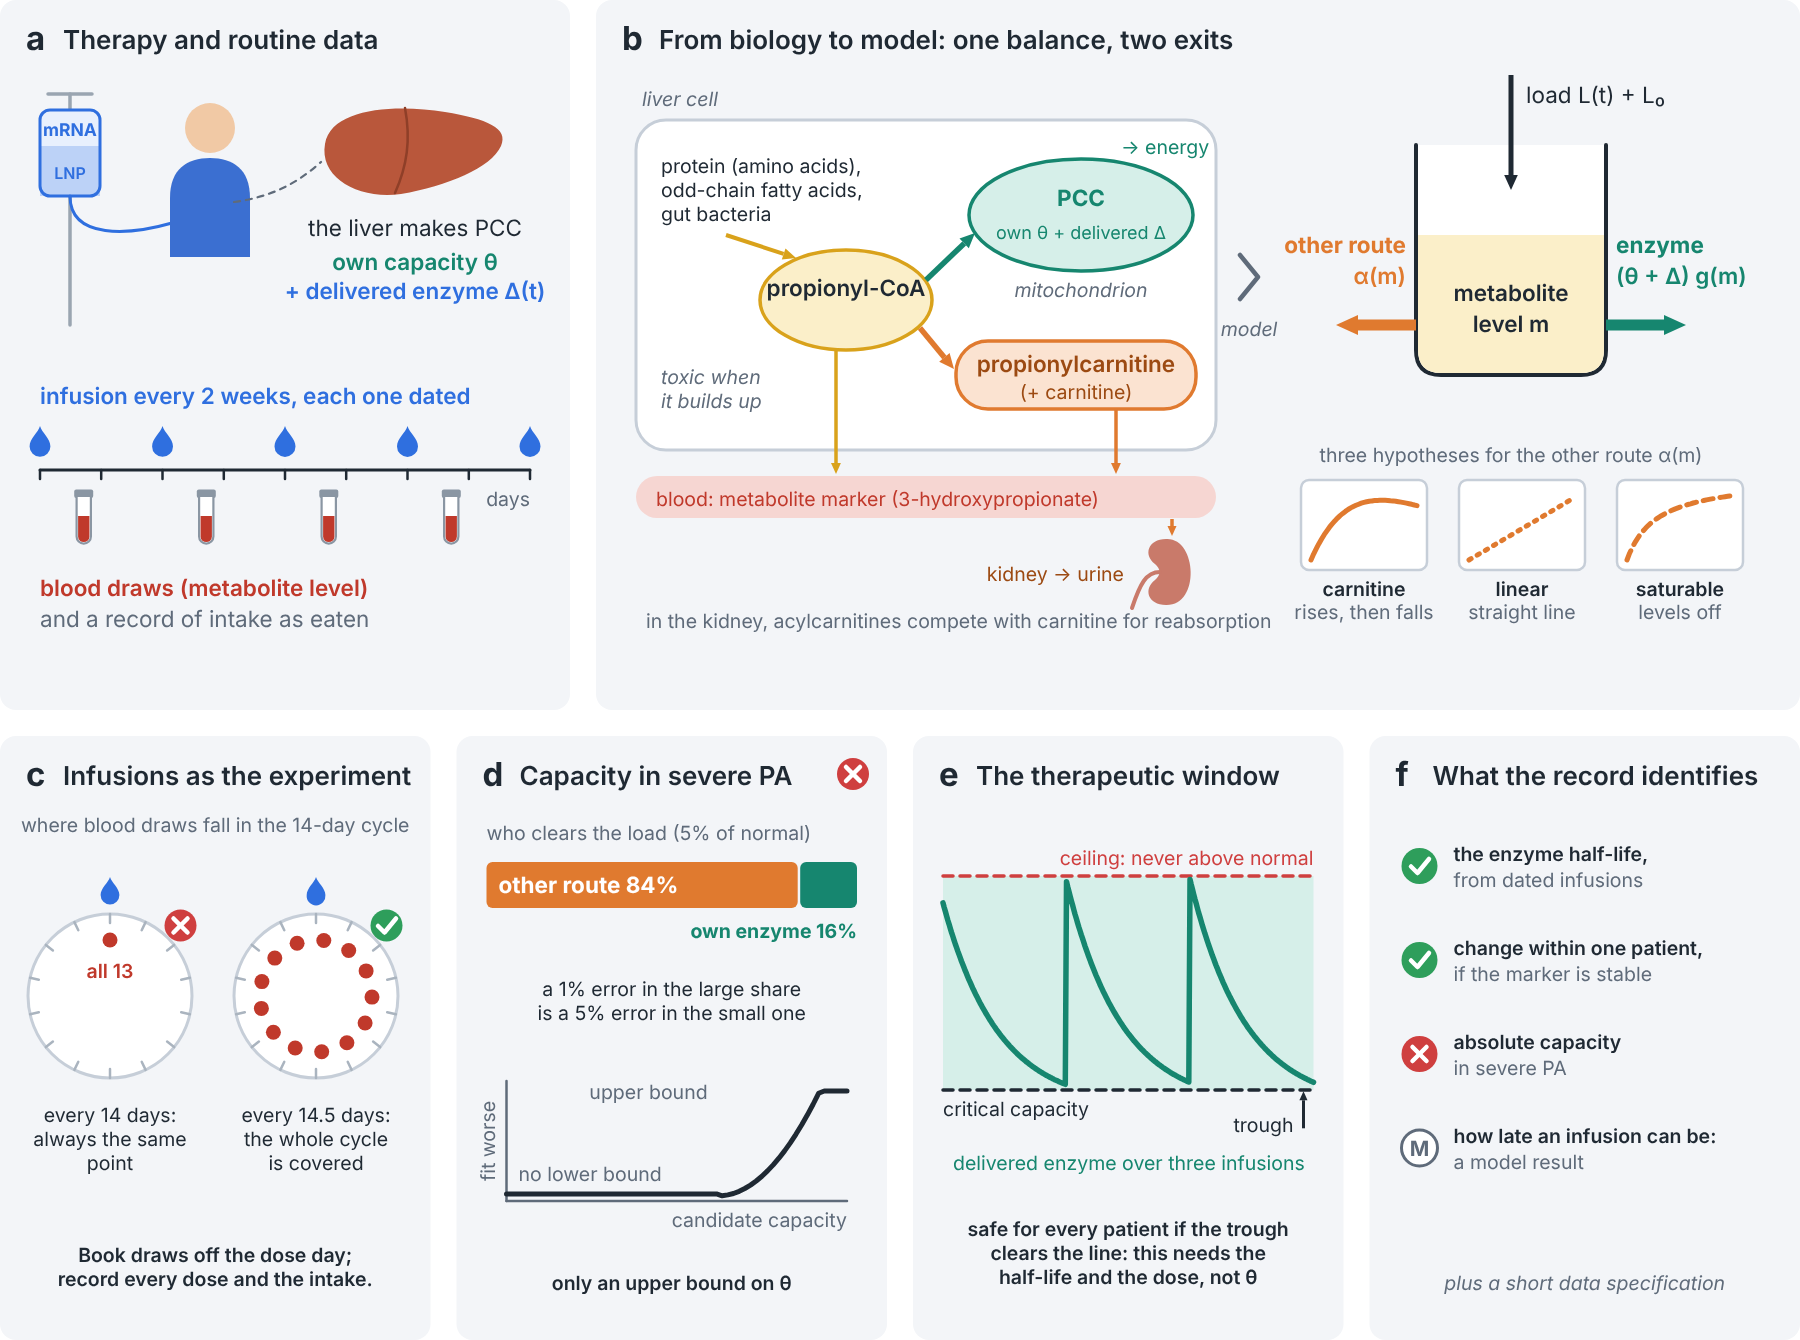 a Therapy and routine data
mRNA
LNP
the liver makes PCC
own capacity θ
+ delivered enzyme Δ(t)
infusion every 2 weeks, each one dated
days
blood draws (metabolite level)
and a record of intake as eaten
b From biology to model: one balance, two exits
liver cell
protein (amino acids),
odd-chain fatty acids,
gut bacteria
→ energy
PCC
own θ + delivered Δ
mitochondrion
propionyl-CoA
propionylcarnitine
(+ carnitine)
toxic when
it builds up
blood: metabolite marker (3-hydroxypropionate)
kidney → urine
in the kidney, acylcarnitines compete with carnitine for reabsorption
model
load L(t) + L₀
other route
α(m)
metabolite
level m
enzyme
(θ + Δ) g(m)
three hypotheses for the other route α(m)
carnitine
rises, then falls
linear
straight line
saturable
levels off
c Infusions as the experiment
where blood draws fall in the 14-day cycle
all 13
every 14 days:
always the same
point
every 14.5 days:
the whole cycle
is covered
Book draws off the dose day;
record every dose and the intake.
d Capacity in severe PA
who clears the load (5% of normal)
other route 84%
own enzyme 16%
a 1% error in the large share
is a 5% error in the small one
fit worse
upper bound
no lower bound
candidate capacity
only an upper bound on θ
e The therapeutic window
ceiling: never above normal
critical capacity
trough
delivered enzyme over three infusions
safe for every patient if the trough
clears the line: this needs the
half-life and the dose, not θ
f What the record identifies
the enzyme half-life,
from dated infusions
change within one patient,
if the marker is stable
absolute capacity
in severe PA
M
how late an infusion can be:
a model result
plus a short data specification